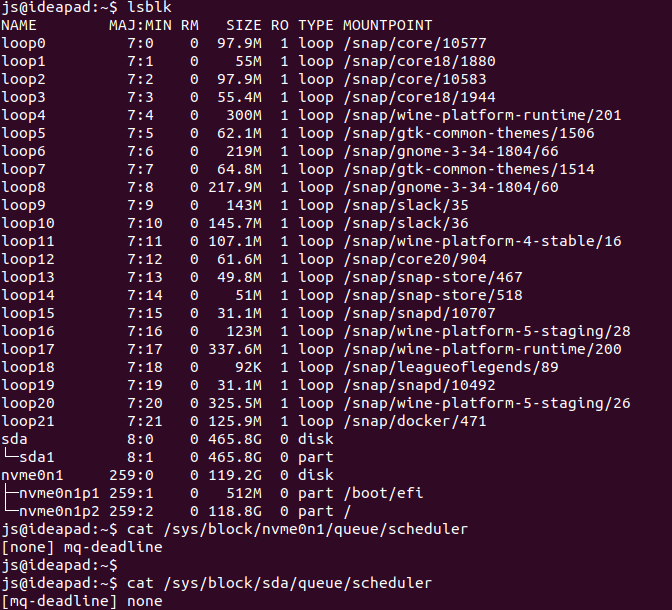 js@ideapad:~$ lsblk
NAME        MAJ:MIN RM   SIZE RO TYPE MOUNTPOINT
loop0         7:0    0  97.9M  1 loop /snap/core/10577
loop1         7:1    0    55M  1 loop /snap/core18/1880
loop2         7:2    0  97.9M  1 loop /snap/core/10583
loop3         7:3    0  55.4M  1 loop /snap/core18/1944
loop4         7:4    0   300M  1 loop /snap/wine-platform-runtime/201
loop5         7:5    0  62.1M  1 loop /snap/gtk-common-themes/1506
loop6         7:6    0   219M  1 loop /snap/gnome-3-34-1804/66
loop7         7:7    0  64.8M  1 loop /snap/gtk-common-themes/1514
loop8         7:8    0 217.9M  1 loop /snap/gnome-3-34-1804/60
loop9         7:9    0   143M  1 loop /snap/slack/35
loop10        7:10   0 145.7M  1 loop /snap/slack/36
loop11        7:11   0 107.1M  1 loop /snap/wine-platform-4-stable/16
loop12        7:12   0  61.6M  1 loop /snap/core20/904
loop13        7:13   0  49.8M  1 loop /snap/snap-store/467
loop14        7:14   0    51M  1 loop /snap/snap-store/518
loop15        7:15   0  31.1M  1 loop /snap/snapd/10707
loop16        7:16   0   123M  1 loop /snap/wine-platform-5-staging/28
loop17        7:17   0 337.6M  1 loop /snap/wine-platform-runtime/200
loop18        7:18   0    92K  1 loop /snap/leagueoflegends/89
loop19        7:19   0  31.1M  1 loop /snap/snapd/10492
loop20        7:20   0 325.5M  1 loop /snap/wine-platform-5-staging/26
loop21        7:21   0 125.9M  1 loop /snap/docker/471
sda           8:0    0 465.8G  0 disk
└─sda1        8:1    0 465.8G  0 part
nvme0n1     259:0    0 119.2G  0 disk
├─nvme0n1p1 259:1    0   512M  0 part /boot/efi
└─nvme0n1p2 259:2    0 118.8G  0 part /
js@ideapad:~$ cat /sys/block/nvme0n1/queue/scheduler
[none] mq-deadline
js@ideapad:~$
js@ideapad:~$ cat /sys/block/sda/queue/scheduler
[mq-deadline] none